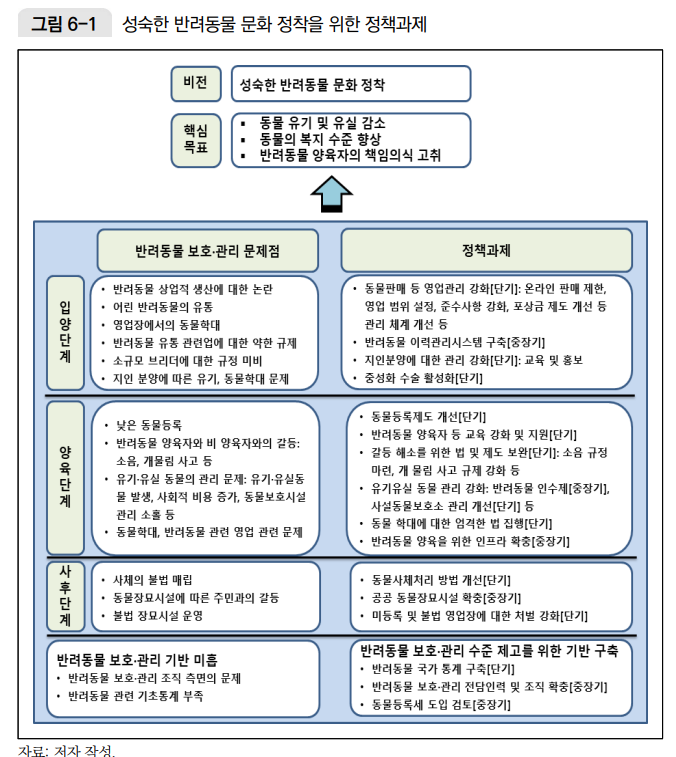 그림 6-1 성숙한 반려동물 문화 정착을 위한 정책과제
비전
성숙한 반려동물 문화 정착
핵심
목표
▪ 동물 유기 및 유실 감소
▪ 동물의 복지 수준 향상
▪ 반려동물 양육자의 책임의식 고취
반려동물 보호·관리 문제점
정책과제
입양단계
• 반려동물 상업적 생산에 대한 논란
• 어린 반려동물의 유통
• 영업장에서의 동물학대
• 반려동물 유통 관련업에 대한 약한 규제
• 소규모 브리더에 대한 규정 미비
• 지인 분양에 따른 유기, 동물학대 문제
• 동물판매 등 영업관리 강화[단기]: 온라인 판매 제한,
영업 범위 설정, 준수사항 강화, 포상금 제도 개선 등
관리 체계 개선 등
• 반려동물 이력관리시스템 구축[중장기]
• 지인분양에 대한 관리 강화[단기]: 교육 및 홍보
• 중성화 수술 활성화[단기]
양육단계
• 낮은 동물등록
• 반려동물 양육자와 비 양육자와의 갈등:
소음, 개물림 사고 등
• 유기·유실 동물의 관리 문제: 유기·유실동
물 발생, 사회적 비용 증가, 동물보호시설
관리 소홀 등
• 동물학대, 반려동물 관련 영업 관련 문제
• 동물등록제도 개선[단기]
• 반려동물 양육자 등 교육 강화 및 지원[단기]
• 갈등 해소를 위한 법 및 제도 보완[단기]: 소음 규정
마련, 개 물림 사고 규제 강화 등
• 유기유실 동물 관리 강화: 반려동물 인수제[중장기],
사설동물보호소 관리 개선[단기] 등
• 동물 학대에 대한 엄격한 법 집행[단기]
• 반려동물 양육을 위한 인프라 확충[중장기]
사후단계
• 사체의 불법 매립
• 동물장묘시설에 따른 주민과의 갈등
• 불법 장묘시설 운영
• 동물사체처리 방법 개선[단기]
• 공공 동물장묘시설 확충[중장기]
• 미등록 및 불법 영업장에 대한 처벌 강화[단기]
반려동물 보호·관리 기반 미흡
• 반려동물 보호·관리 조직 측면의 문제
• 반려동물 관련 기초통계 부족
반려동물 보호·관리 수준 제고를 위한 기반 구축
• 반려동물 국가 통계 구축[단기]
• 반려동물 보호·관리 전담인력 및 조직 확충[중장기]
• 동물등록세 도입 검토[중장기]
자료: 저자 작성.